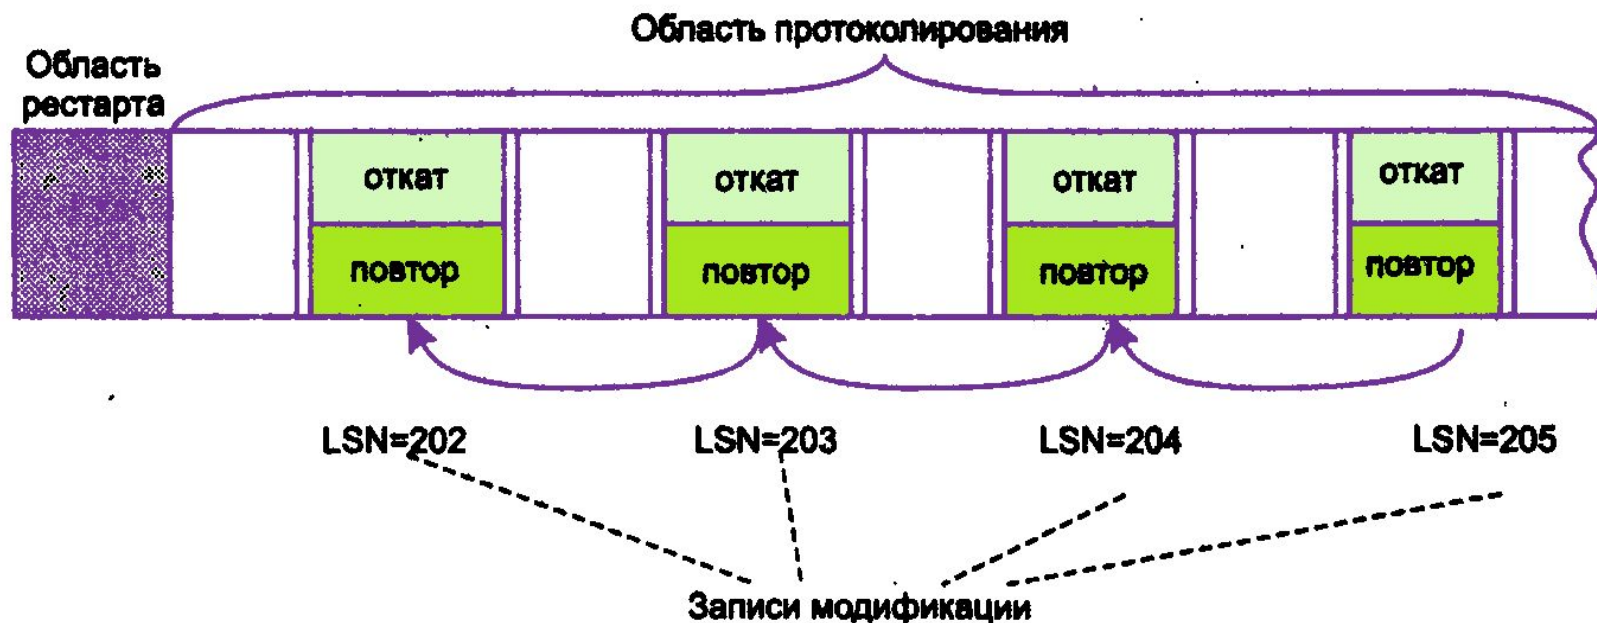 Область протоколирования
Область
рестарта
откат
откат
откат
откат
повтор
повтор
повтор
повтор
LSN=202
LSN=203
LSN=204
LSN=205
Записи модификации